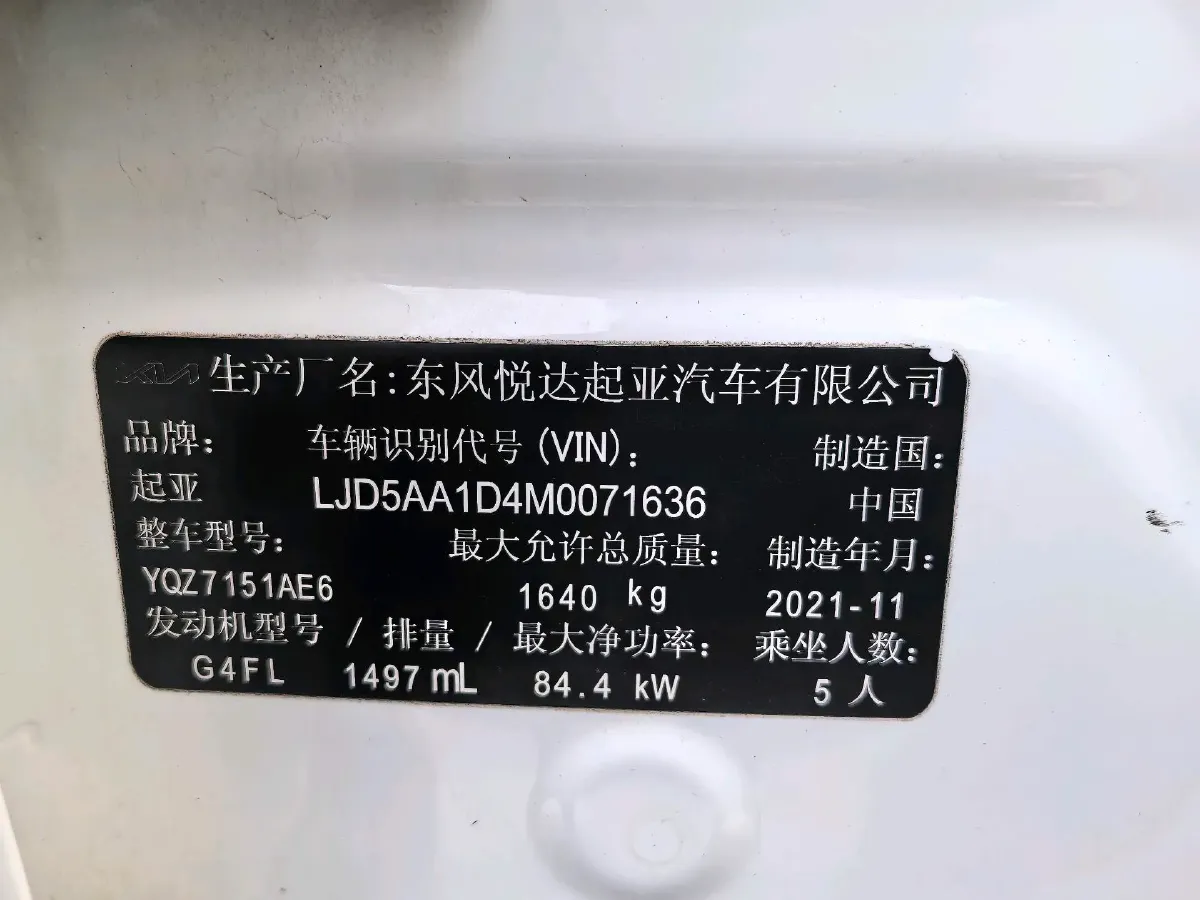 KIA 生产厂名:东风悦达起亚汽车有限公司
品牌: 车辆识别代号(VIN): 制造国:
起亚 LJD5AA1D4M0071636 中国
整车型号: 最大允许总质量: 制造年月:
YQZ7151AE6 1640 kg 2021-11
发动机型号 / 排量 / 最大净功率: 乘坐人数:
G4FL 1497 mL 84.4 kW 5 人